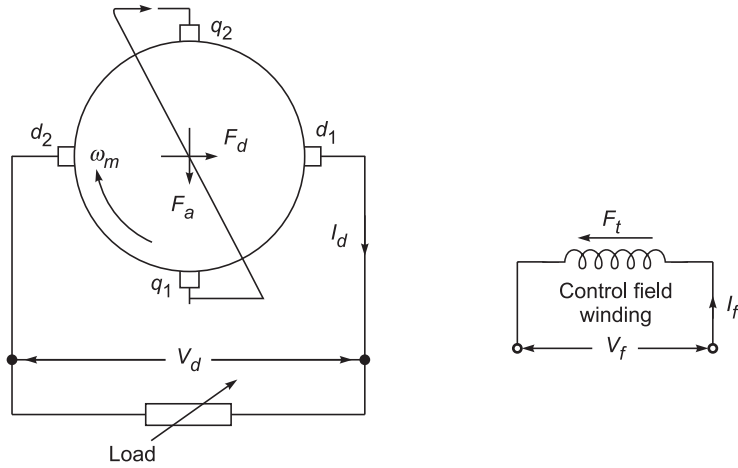 q2
d2
d1
ωm
Fd
Fa
Id
q1
Vd
Load
Ft
Control field
winding
If
Vf